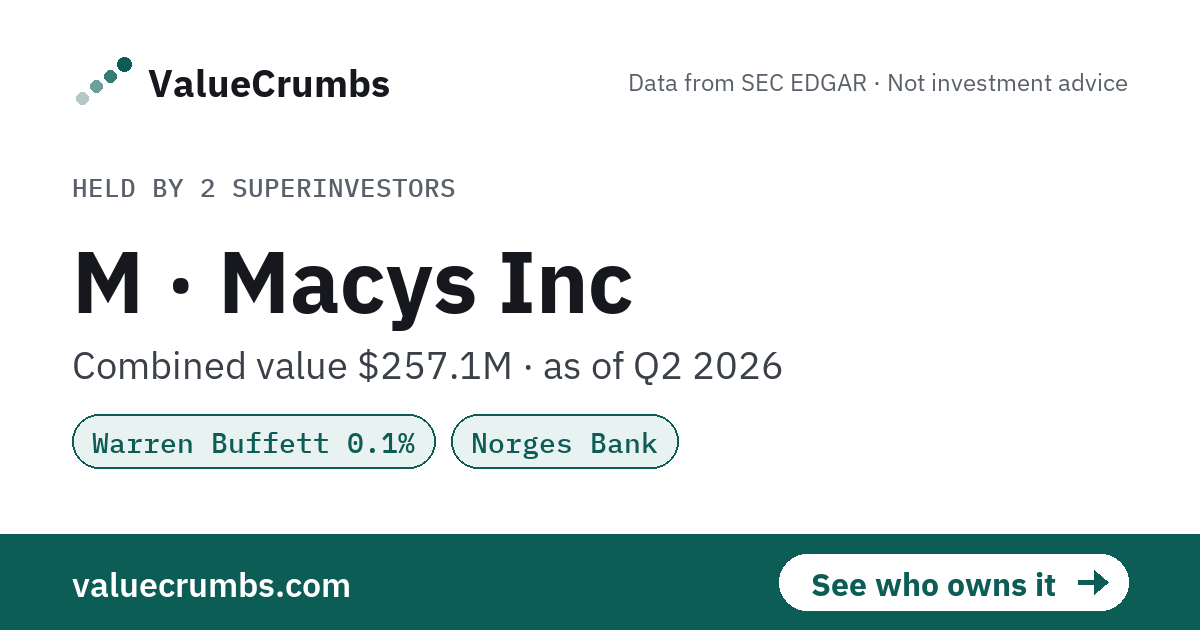 ValueCrumbs
Data from SEC EDGAR · Not investment advice
HELD BY 2 SUPERINVESTORS
M · Macys Inc
Combined value $257.1M · as of Q2 2026
Warren Buffett 0.1%
Norges Bank
valuecrumbs.com
See who owns it →